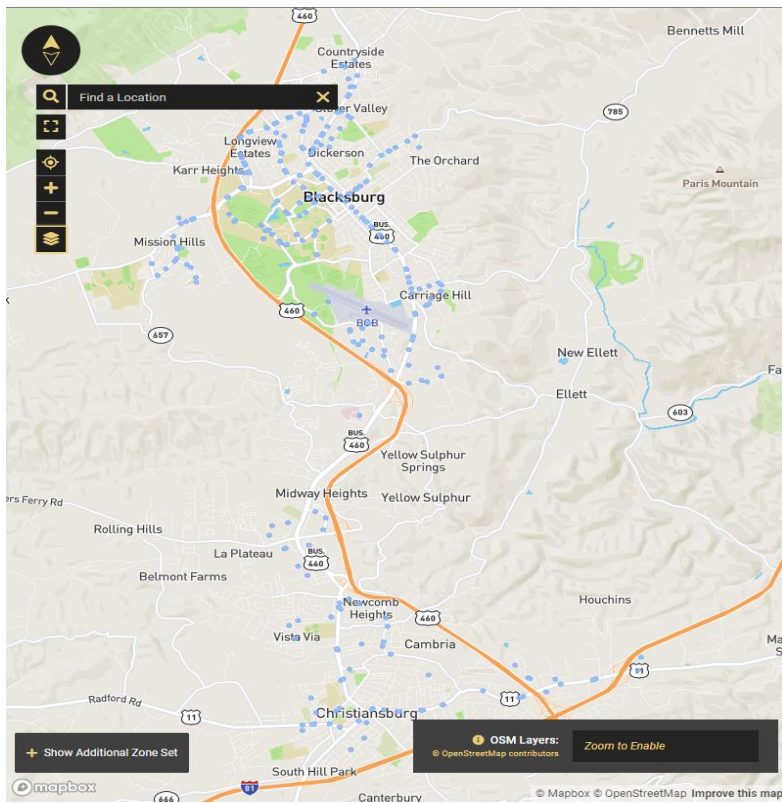 460
Bennetts Mill
Countryside
Estates
Find a Location
Clover Valley
785
Longview
Estates
Dickerson
The Orchard
Karr Heights
Paris Mountain
Blacksburg
BUS.
460
Mission Hills
Carriage Hill
460
BCB
657
New Ellett
Ellett
603
BUS.
460
Yellow Sulphur
Springs
Midway Heights
Yellow Sulphur
ers Ferry Rd
Rolling Hills
La Plateau
BUS.
460
Belmont Farms
Newcomb
Heights
Houchins
460
Vista Via
Cambria
Radford Rd
11
11
11
Christiansburg
OSM Layers:
© OpenStreetMap contributors
Zoom to Enable
+ Show Additional Zone Set
South Hill Park
81
mapbox
666
Canterbury
© Mapbox © OpenStreetMap Improve this map